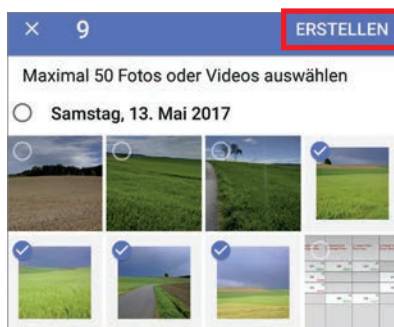 × 9 ERSTELLEN
Maximal 50 Fotos oder Videos auswählen
Samstag, 13. Mai 2017